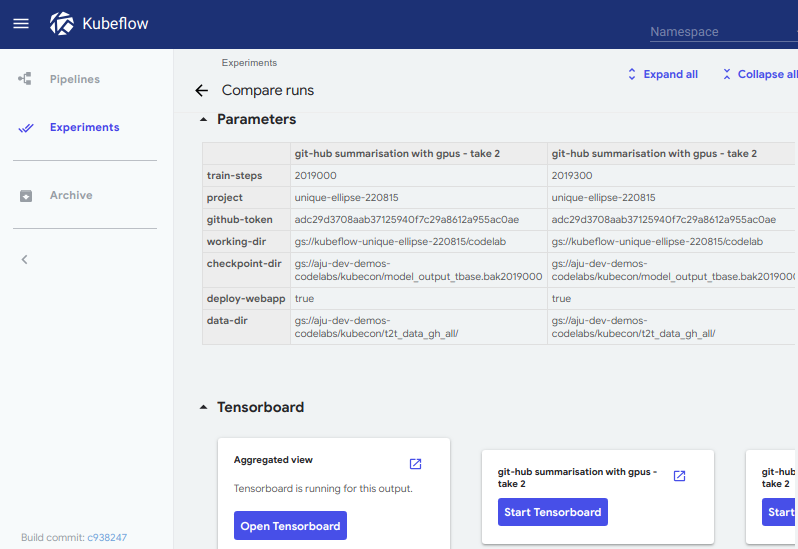 Kubeflow
Namespace
Pipelines
Experiments
Archive
Build commit: c938247
Experiments
Compare runs
Expand all
Collapse all
Parameters
git-hub summarisation with gpus - take 2 git-hub summarisation with gpus - take 2
train-steps 2019000 2019300
project unique-ellipse-220815 unique-ellipse-220815
github-token adc29d3708aab37125940f7c29a8612a955ac0ae adc29d3708aab37125940f7c29a8612a955ac0ae
working-dir gs://kubeflow-unique-ellipse-220815/codelab gs://kubeflow-unique-ellipse-220815/codelab
checkpoint-dir gs://aju-dev-demos- gs://aju-dev-demos-
codelabs/kubecon/model_output_tbase.bak2019000 codelabs/kubecon/model_output_tbase.bak2019000
deploy-webapp true true
data-dir gs://aju-dev-demos- gs://aju-dev-demos-
codelabs/kubecon/t2t_data_gh_all/ codelabs/kubecon/t2t_data_gh_all/
Tensorboard
Aggregated view
Tensorboard is running for this output.
Open Tensorboard
git-hub summarisation with gpus -
take 2
Start Tensorboard
git-hub
take 2
Start